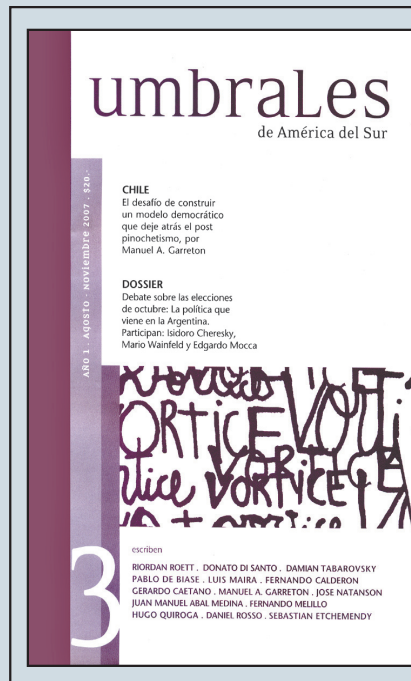 umbraLes
de América del Sur
AÑO 1 . AGOSTO - NOVIEMBRE 2007 . $20.-
CHILE
El desafío de construir
un modelo democrático
que deje atrás el post
pinochetismo, por
Manuel A. Garreton
DOSSIER
Debate sobre las elecciones
de octubre: La política que
viene en la Argentina.
Participan: Isidoro Cheresky,
Mario Wainfeld y Edgardo Mocca
VORTICE
vortice VORTICE
3
escriben
RIORDAN ROETT . DONATO DI SANTO . DAMIAN TABAROVSKY
PABLO DE BIASE . LUIS MAIRA . FERNANDO CALDERON
GERARDO CAETANO . MANUEL A. GARRETON . JOSE NATANSON
JUAN MANUEL ABAL MEDINA . FERNANDO MELILLO
HUGO QUIROGA . DANIEL ROSSO . SEBASTIAN ETCHEMENDY